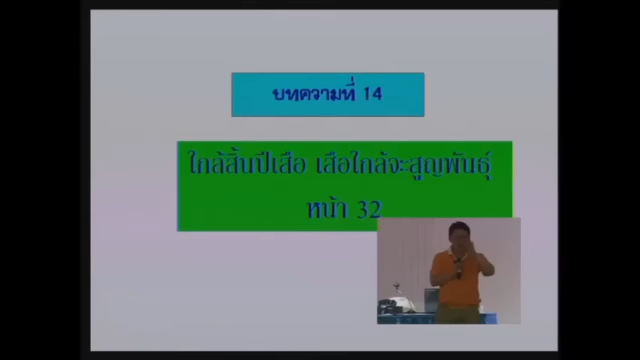 บทความที่ 14
ใกล้สิ้นปีเสือ เสือใกล้จะสูญพันธุ์
หน้า 32